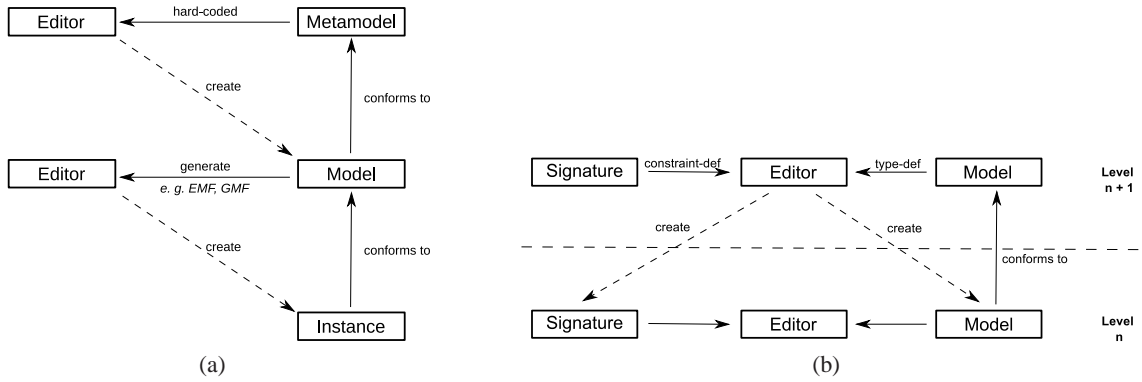 Editor
hard-coded
Metamodel
create
conforms to
Editor
generate
e. g. EMF, GMF
Model
create
conforms to
Instance
(a)
Signature
constraint-def
Editor
type-def
Model
Level
n + 1
create
create
conforms to
Signature
Editor
Model
Level
n
(b)